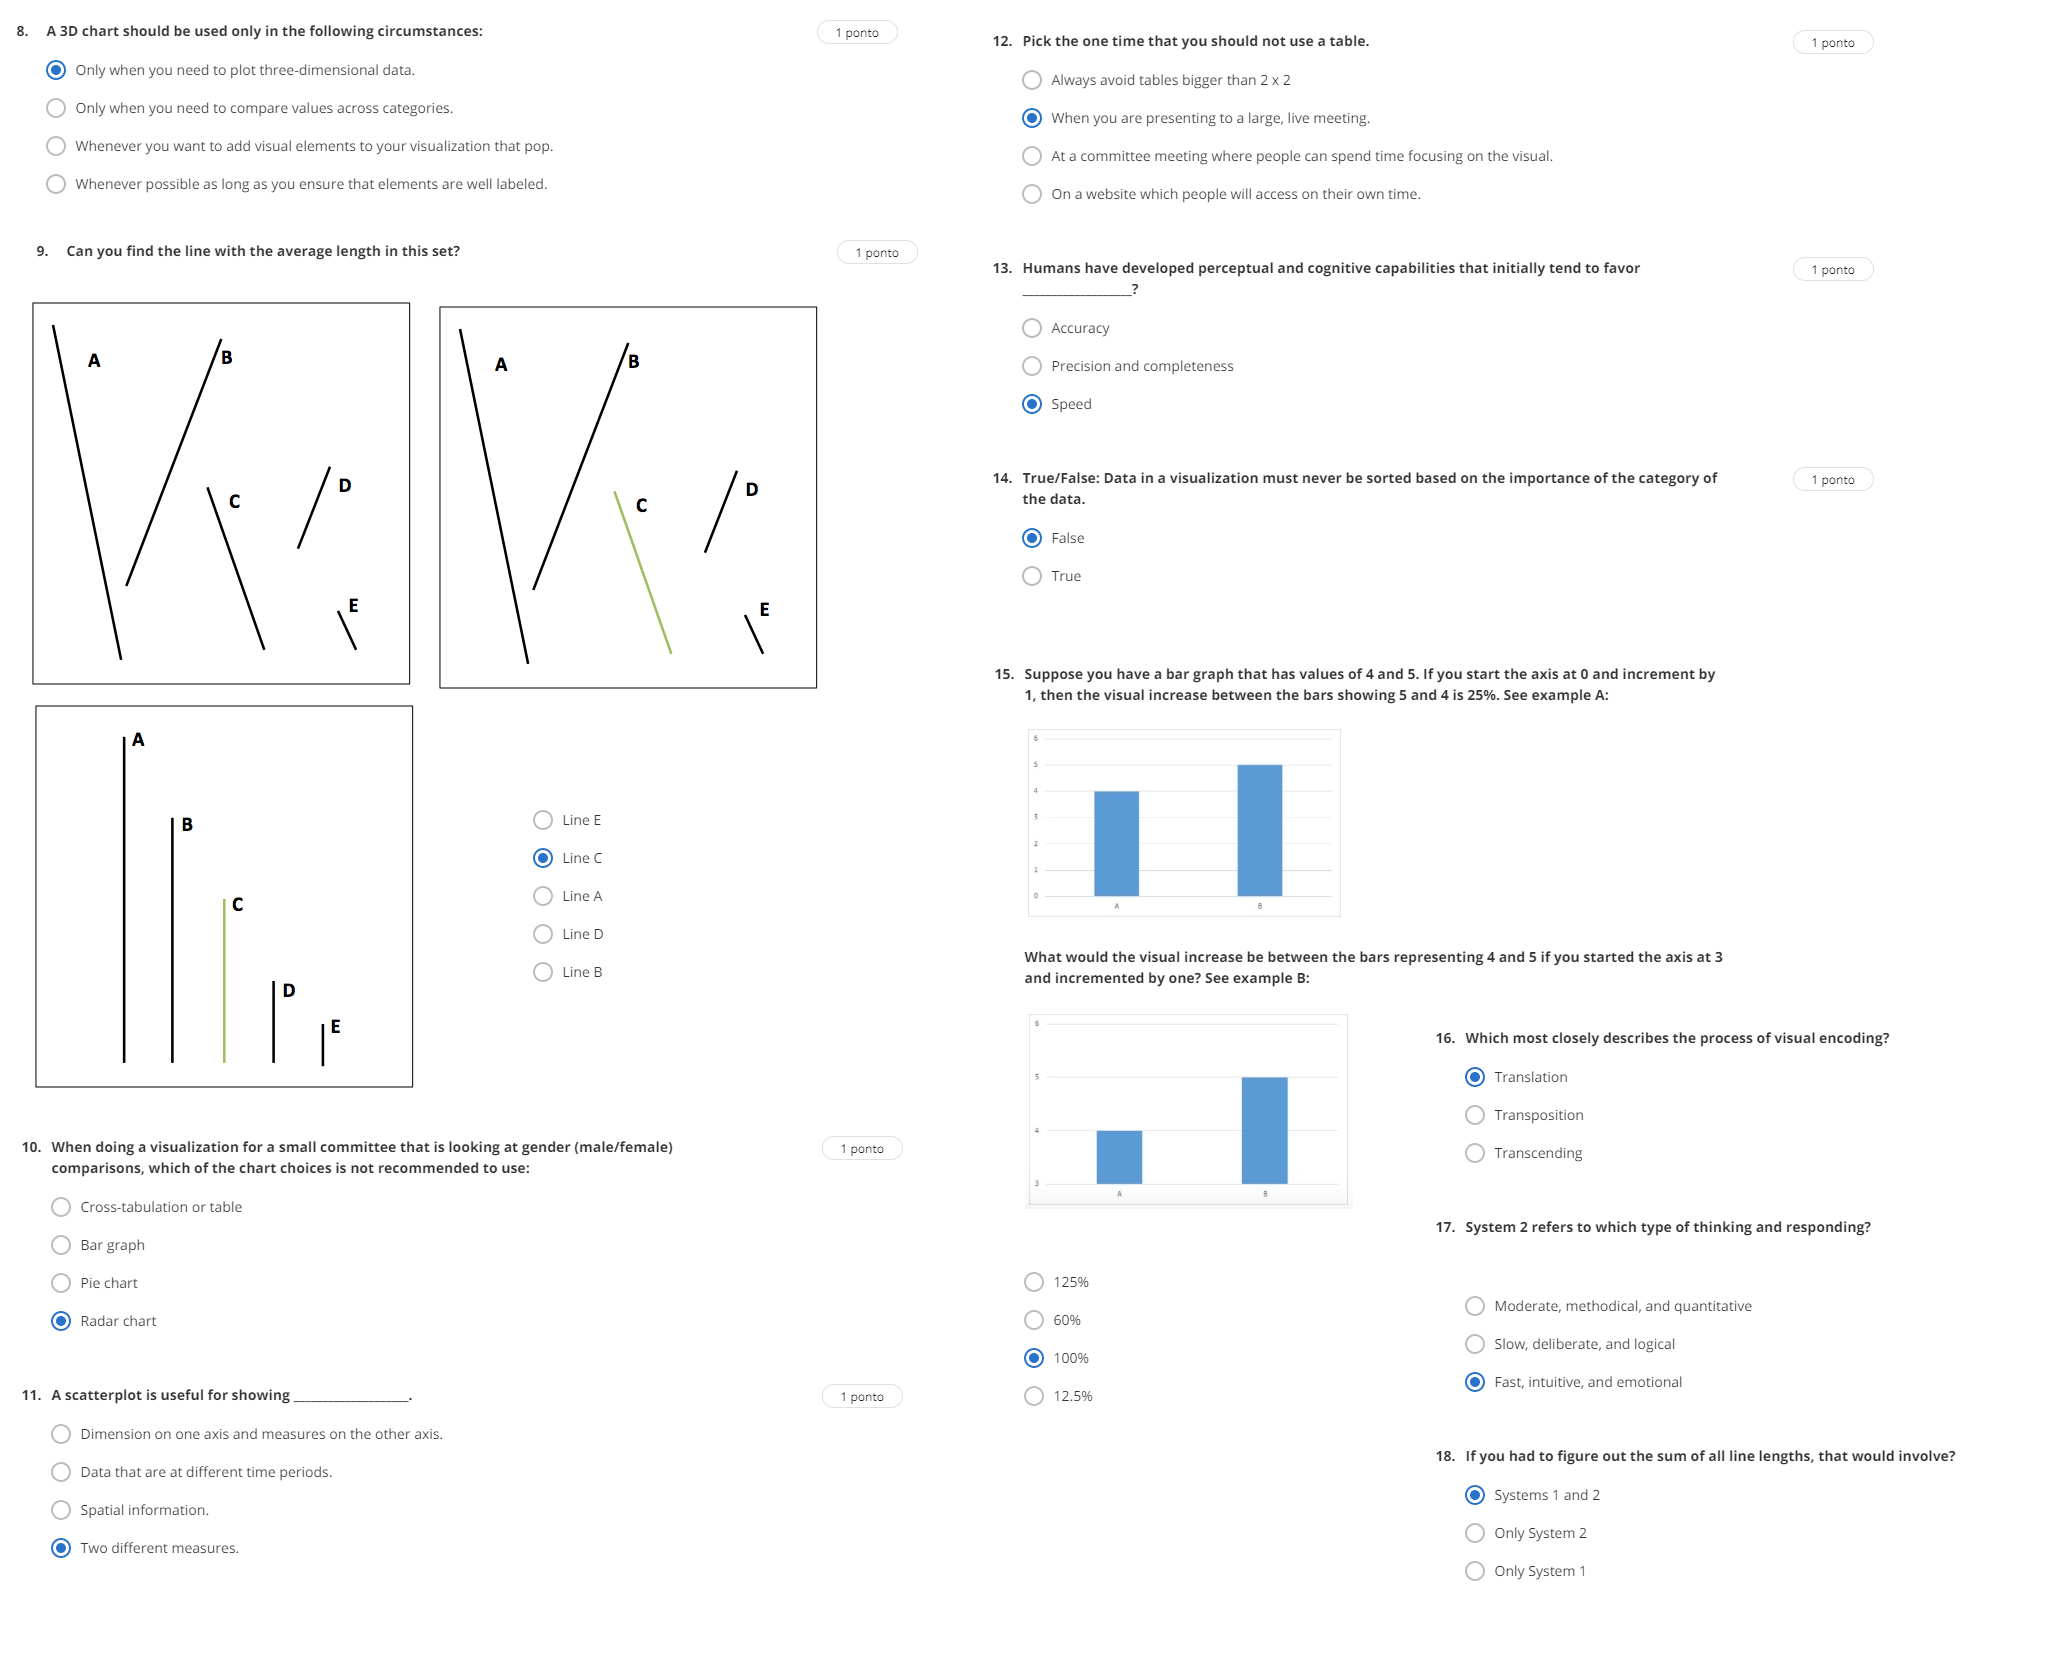 8. A 3D chart should be used only in the following circumstances:
1 ponto
Only when you need to plot three-dimensional data.
Only when you need to compare values across categories.
Whenever you want to add visual elements to your visualization that pop.
Whenever possible as long as you ensure that elements are well labeled.
9. Can you find the line with the average length in this set?
1 ponto
A
B
C
D
E
A
B
C
D
E
A
B
C
D
E
Line E
Line C
Line A
Line D
Line B
10. When doing a visualization for a small committee that is looking at gender (male/female)
comparisons, which of the chart choices is not recommended to use:
1 ponto
Cross-tabulation or table
Bar graph
Pie chart
Radar chart
11. A scatterplot is useful for showing ___________________.
1 ponto
Dimension on one axis and measures on the other axis.
Data that are at different time periods.
Spatial information.
Two different measures.
12. Pick the one time that you should not use a table.
1 ponto
Always avoid tables bigger than 2 x 2
When you are presenting to a large, live meeting.
At a committee meeting where people can spend time focusing on the visual.
On a website which people will access on their own time.
13. Humans have developed perceptual and cognitive capabilities that initially tend to favor
__________________?
1 ponto
Accuracy
Precision and completeness
Speed
14. True/False: Data in a visualization must never be sorted based on the importance of the category of
the data.
1 ponto
False
True
15. Suppose you have a bar graph that has values of 4 and 5. If you start the axis at 0 and increment by
1, then the visual increase between the bars showing 5 and 4 is 25%. See example A:
6
5
4
3
2
1
0
A B
What would the visual increase be between the bars representing 4 and 5 if you started the axis at 3
and incremented by one? See example B:
6
5
4
3
A B
125%
60%
100%
12.5%
16. Which most closely describes the process of visual encoding?
Translation
Transposition
Transcending
17. System 2 refers to which type of thinking and responding?
Moderate, methodical, and quantitative
Slow, deliberate, and logical
Fast, intuitive, and emotional
18. If you had to figure out the sum of all line lengths, that would involve?
Systems 1 and 2
Only System 2
Only System 1